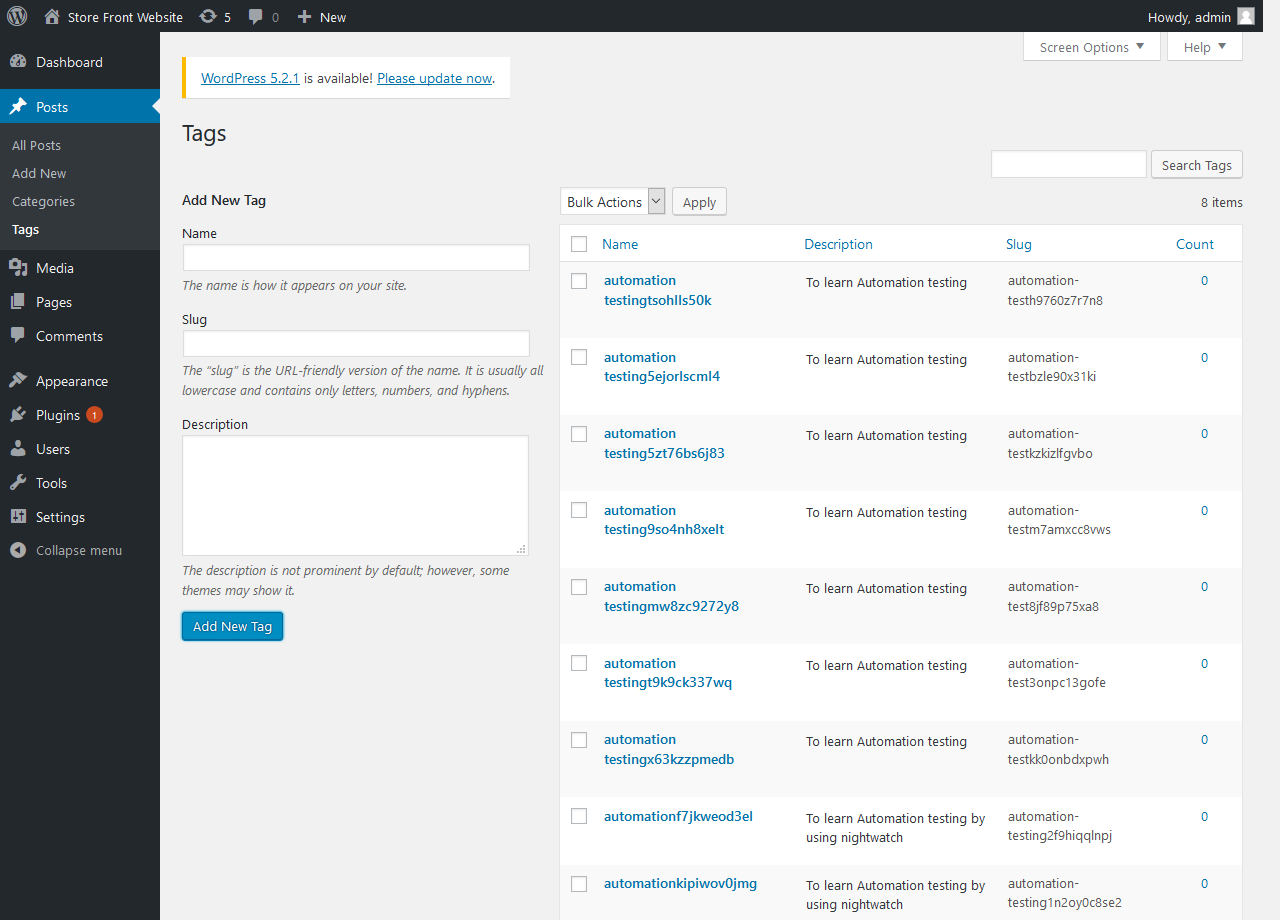 Store Front Website 5 0 New Howdy, admin
Screen Options Help
Dashboard
Posts
All Posts
Add New
Categories
Tags
Media
Pages
Comments
Appearance
Plugins 1
Users
Tools
Settings
Collapse menu
WordPress 5.2.1 is available! Please update now.
Tags
Search Tags
Add New Tag
Name
The name is how it appears on your site.
Slug
The “slug” is the URL-friendly version of the name. It is usually all
lowercase and contains only letters, numbers, and hyphens.
Description
The description is not prominent by default; however, some
themes may show it.
Add New Tag
Bulk Actions Apply 8 items
Name Description Slug Count
automation To learn Automation testing automation- 0
testingtsohlls50k testh9760z7r7n8
automation To learn Automation testing automation- 0
testing5ejorlscml4 testbzle90x31ki
automation To learn Automation testing automation- 0
testing5zt76bs6j83 testkzkizlfgvbo
automation To learn Automation testing automation- 0
testing9so4nh8xelt testm7amxcc8vws
automation To learn Automation testing automation- 0
testingmw8zc9272y8 test8jf89p75xa8
automation To learn Automation testing automation- 0
testingt9k9ck337wq test3onpc13gofe
automation To learn Automation testing automation- 0
testingx63kzzpmedb testkk0onbdxpwh
automationf7jkweod3el To learn Automation testing by automation- 0
using nightwatch testing2f9hiqqlnpj
automationkipiwov0jmg To learn Automation testing by automation- 0
using nightwatch testing1n2oy0c8se2